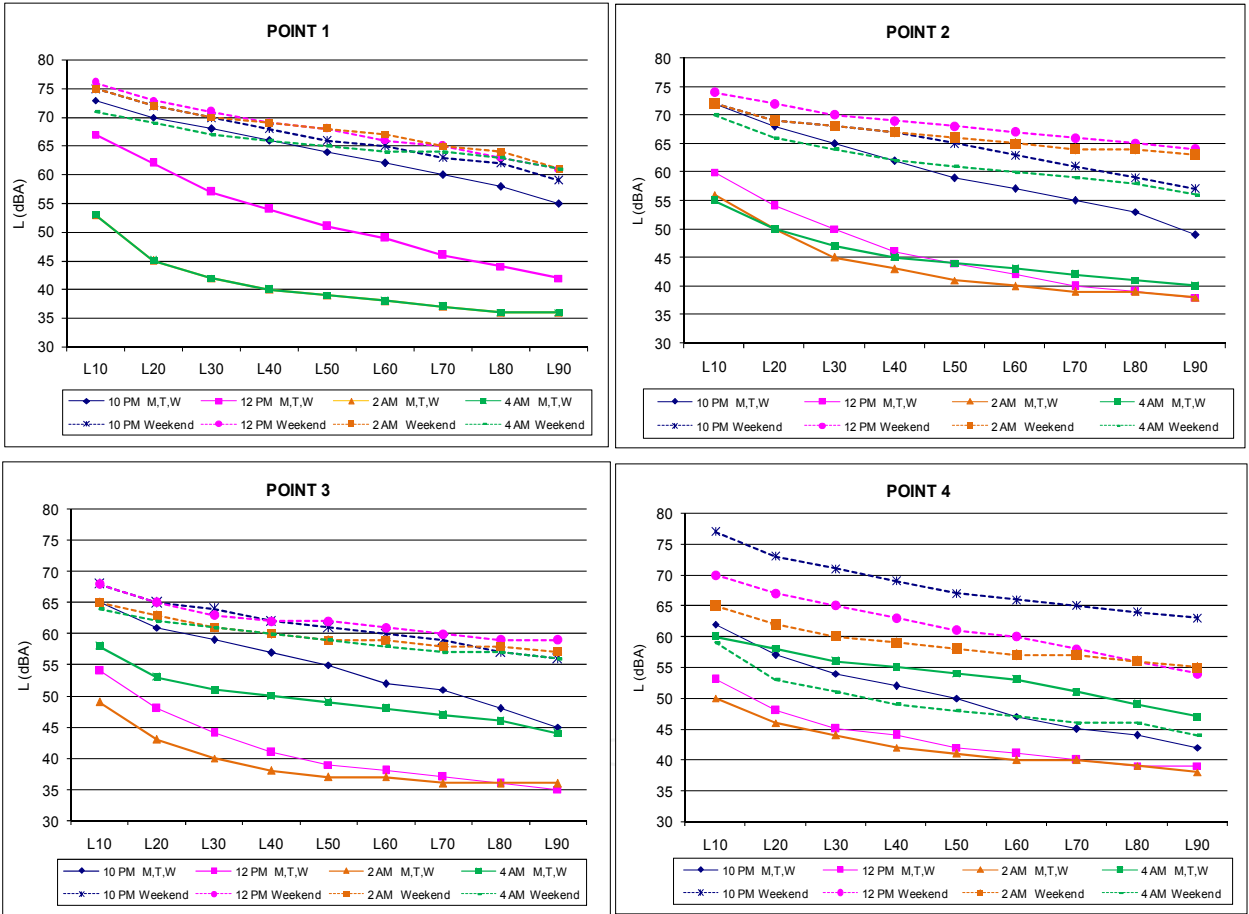 POINT 1
80
75
70
65
60
55
50
45
40
35
30
L (dBA)
L10 L20 L30 L40 L50 L60 L70 L80 L90
10 PM M,T,W 12 PM M,T,W 2 AM M,T,W 4 AM M,T,W
10 PM Weekend 12 PM Weekend 2 AM Weekend 4 AM Weekend
POINT 2
80
75
70
65
60
55
50
45
40
35
30
L (dBA)
L10 L20 L30 L40 L50 L60 L70 L80 L90
10 PM M,T,W 12 PM M,T,W 2 AM M,T,W 4 AM M,T,W
10 PM Weekend 12 PM Weekend 2 AM Weekend 4 AM Weekend
POINT 3
80
75
70
65
60
55
50
45
40
35
30
L (dBA)
L10 L20 L30 L40 L50 L60 L70 L80 L90
10 PM M,T,W 12 PM M,T,W 2 AM M,T,W 4 AM M,T,W
10 PM Weekend 12 PM Weekend 2 AM Weekend 4 AM Weekend
POINT 4
80
75
70
65
60
55
50
45
40
35
30
L (dBA)
L10 L20 L30 L40 L50 L60 L70 L80 L90
10 PM M,T,W 12 PM M,T,W 2 AM M,T,W 4 AM M,T,W
10 PM Weekend 12 PM Weekend 2 AM Weekend 4 AM Weekend